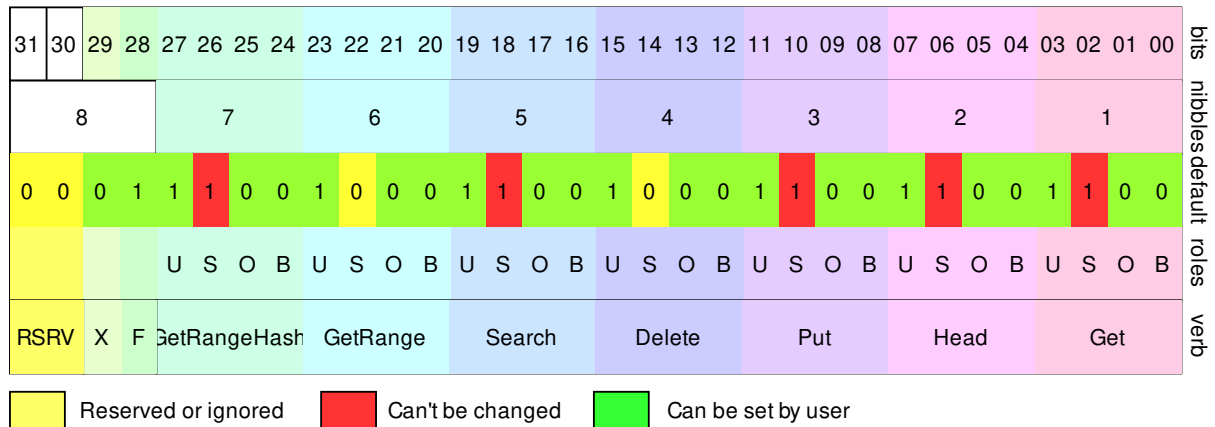 31 30 29 28 27 26 25 24 23 22 21 20 19 18 17 16 15 14 13 12 11 10 09 08 07 06 05 04 03 02 01 00 bits
8 7 6 5 4 3 2 1 nibbles
0 0 0 1 1 1 0 0 1 0 0 0 1 1 0 0 1 0 0 0 1 1 0 0 1 1 0 0 1 1 0 0 default
U S O B U S O B U S O B U S O B U S O B U S O B U S O B roles
RSRV X F GetRangeHash GetRange Search Delete Put Head Get verb
Reserved or ignored Can't be changed Can be set by user